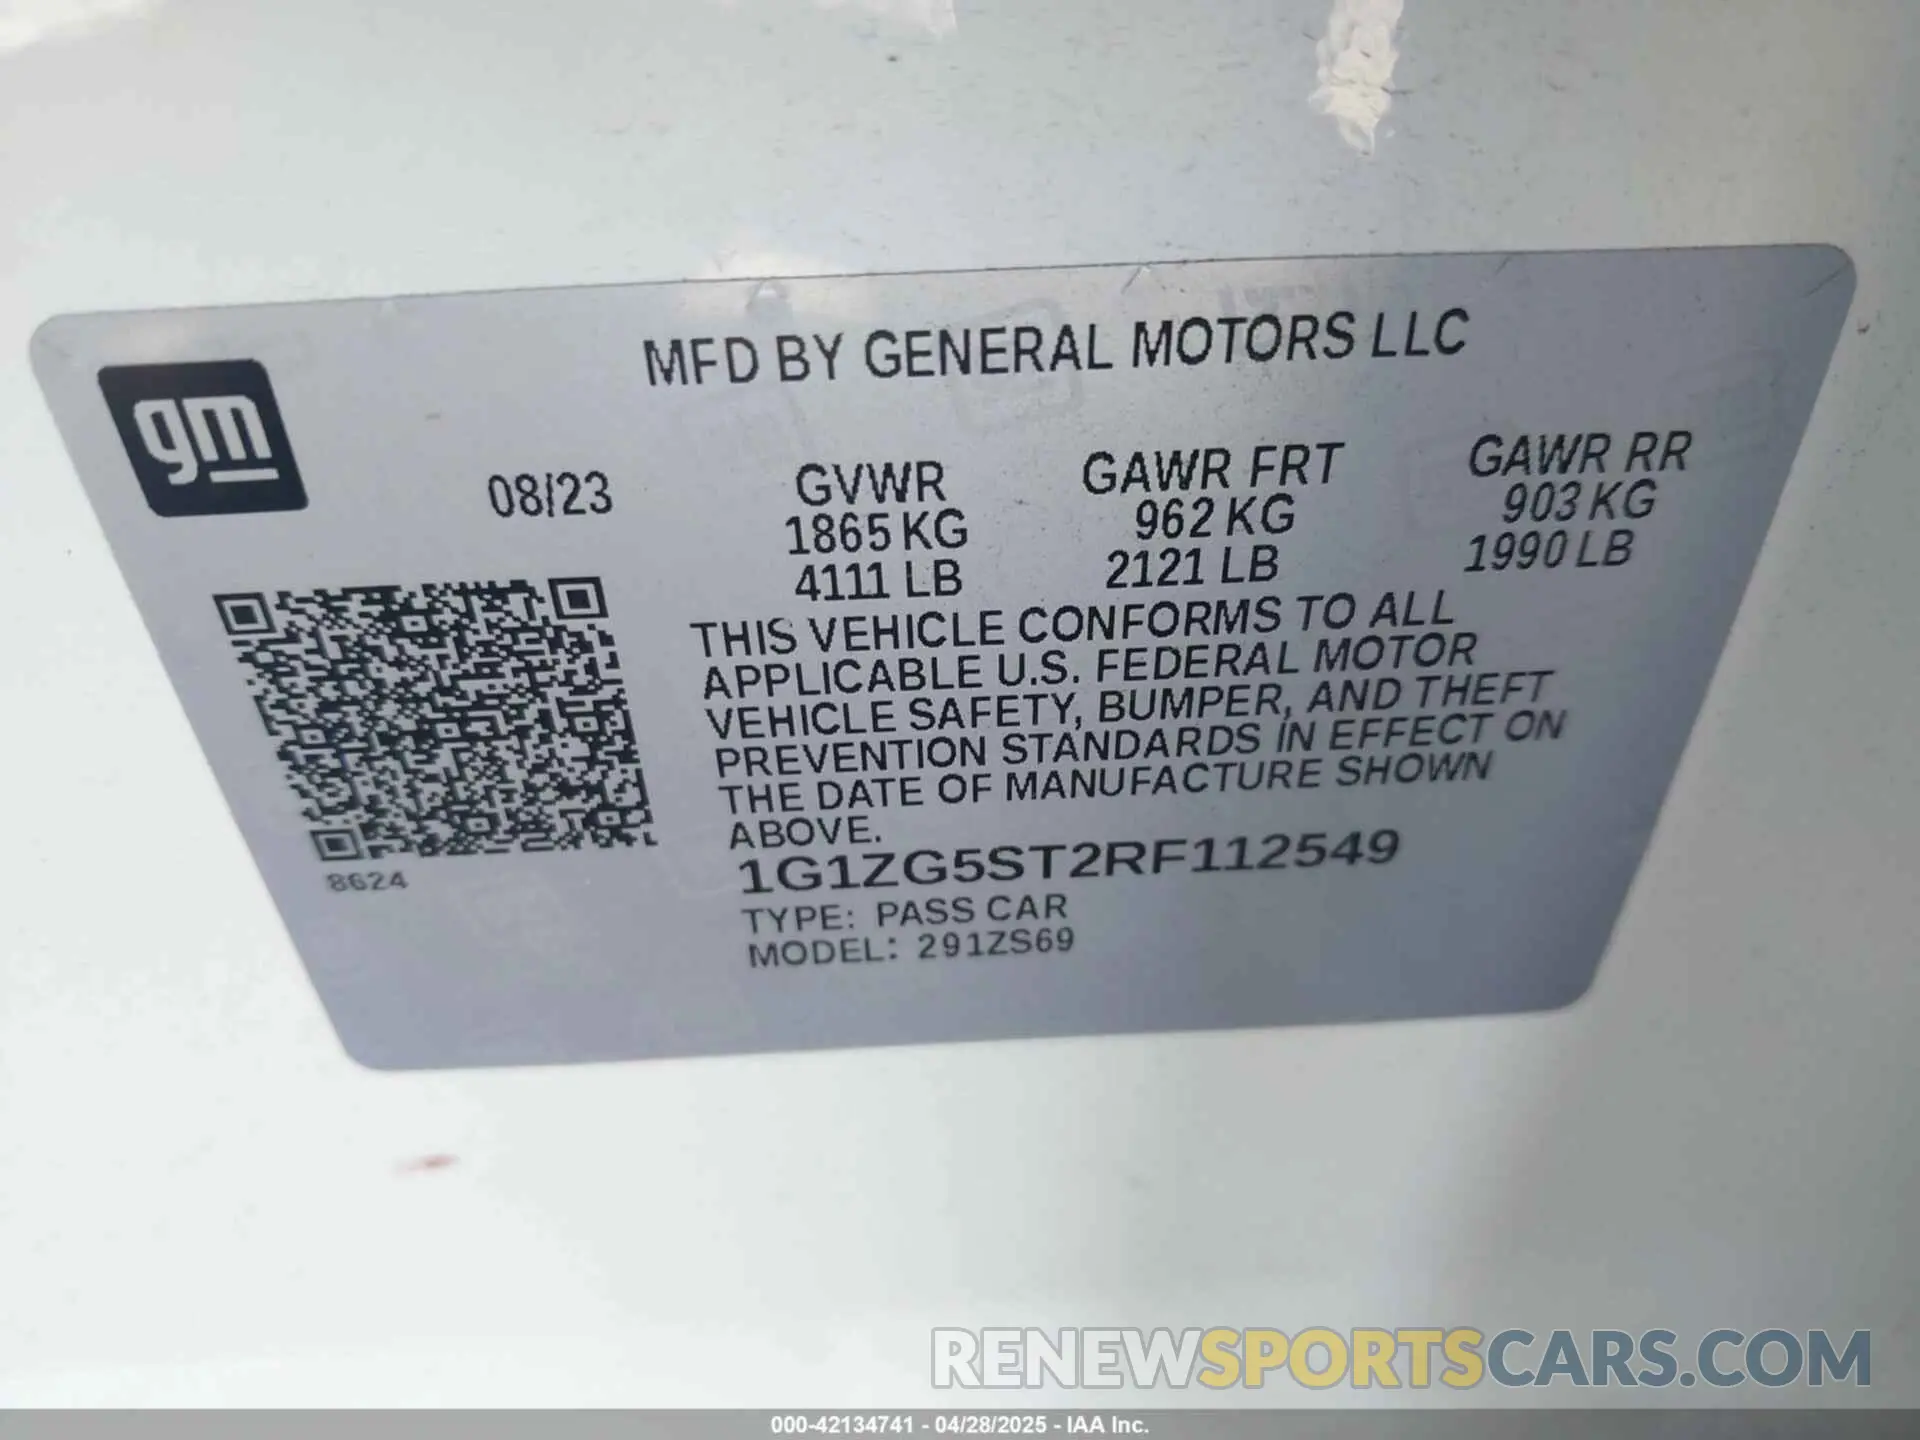 MFD BY GENERAL MOTORS LLC
gm
08/23
GVWR
1865 KG
4111 LB
GAWR FRT
962 KG
2121 LB
GAWR RR
903 KG
1990 LB
THIS VEHICLE CONFORMS TO ALL
APPLICABLE U.S. FEDERAL MOTOR
VEHICLE SAFETY, BUMPER, AND THEFT
PREVENTION STANDARDS IN EFFECT ON
THE DATE OF MANUFACTURE SHOWN
ABOVE.
8624
1G1ZG5ST2RF112549
TYPE: PASS CAR
MODEL: 291ZS69
RENEWSPORTSCARS.COM
000-42134741 - 04/28/2025 - IAA Inc.